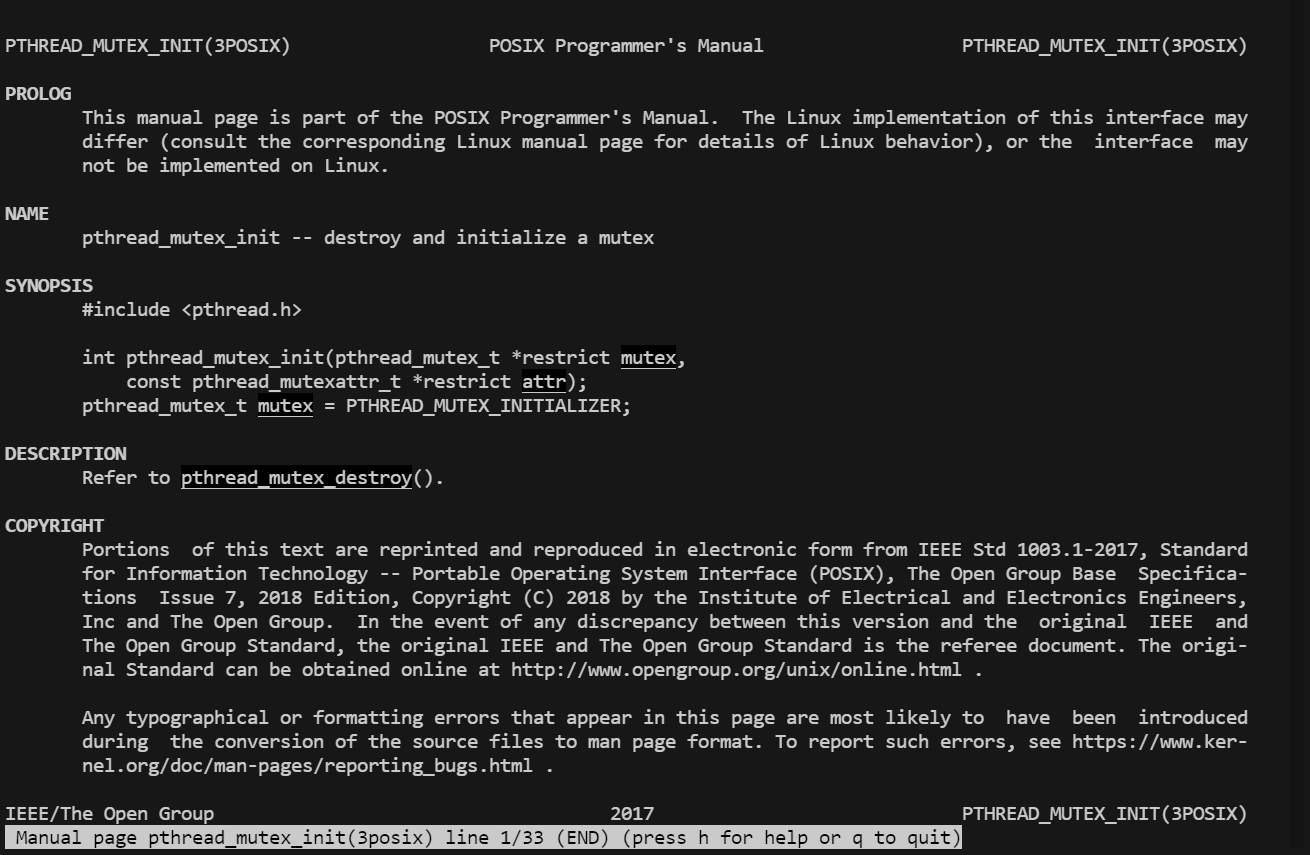 PTHREAD_MUTEX_INIT(3POSIX) POSIX Programmer's Manual PTHREAD_MUTEX_INIT(3POSIX)
PROLOG
This manual page is part of the POSIX Programmer's Manual.  The Linux implementation of this interface may
differ (consult the corresponding Linux manual page for details of Linux behavior), or the  interface  may
not be implemented on Linux.
NAME
pthread_mutex_init -- destroy and initialize a mutex
SYNOPSIS
#include <pthread.h>
int pthread_mutex_init(pthread_mutex_t *restrict mutex,
const pthread_mutexattr_t *restrict attr);
pthread_mutex_t mutex = PTHREAD_MUTEX_INITIALIZER;
DESCRIPTION
Refer to pthread_mutex_destroy().
COPYRIGHT
Portions  of this text are reprinted and reproduced in electronic form from IEEE Std 1003.1-2017, Standard
for Information Technology -- Portable Operating System Interface (POSIX), The Open Group Base  Specifica-
tions  Issue 7, 2018 Edition, Copyright (C) 2018 by the Institute of Electrical and Electronics Engineers,
Inc and The Open Group.  In the event of any discrepancy between this version and the  original  IEEE  and
The Open Group Standard, the original IEEE and The Open Group Standard is the referee document. The origi-
nal Standard can be obtained online at http://www.opengroup.org/unix/online.html .
Any typographical or formatting errors that appear in this page are most likely to  have  been  introduced
during  the conversion of the source files to man page format. To report such errors, see https://www.ker-
nel.org/doc/man-pages/reporting_bugs.html .
IEEE/The Open Group 2017 PTHREAD_MUTEX_INIT(3POSIX)
Manual page pthread_mutex_init(3posix) line 1/33 (END) (press h for help or q to quit)